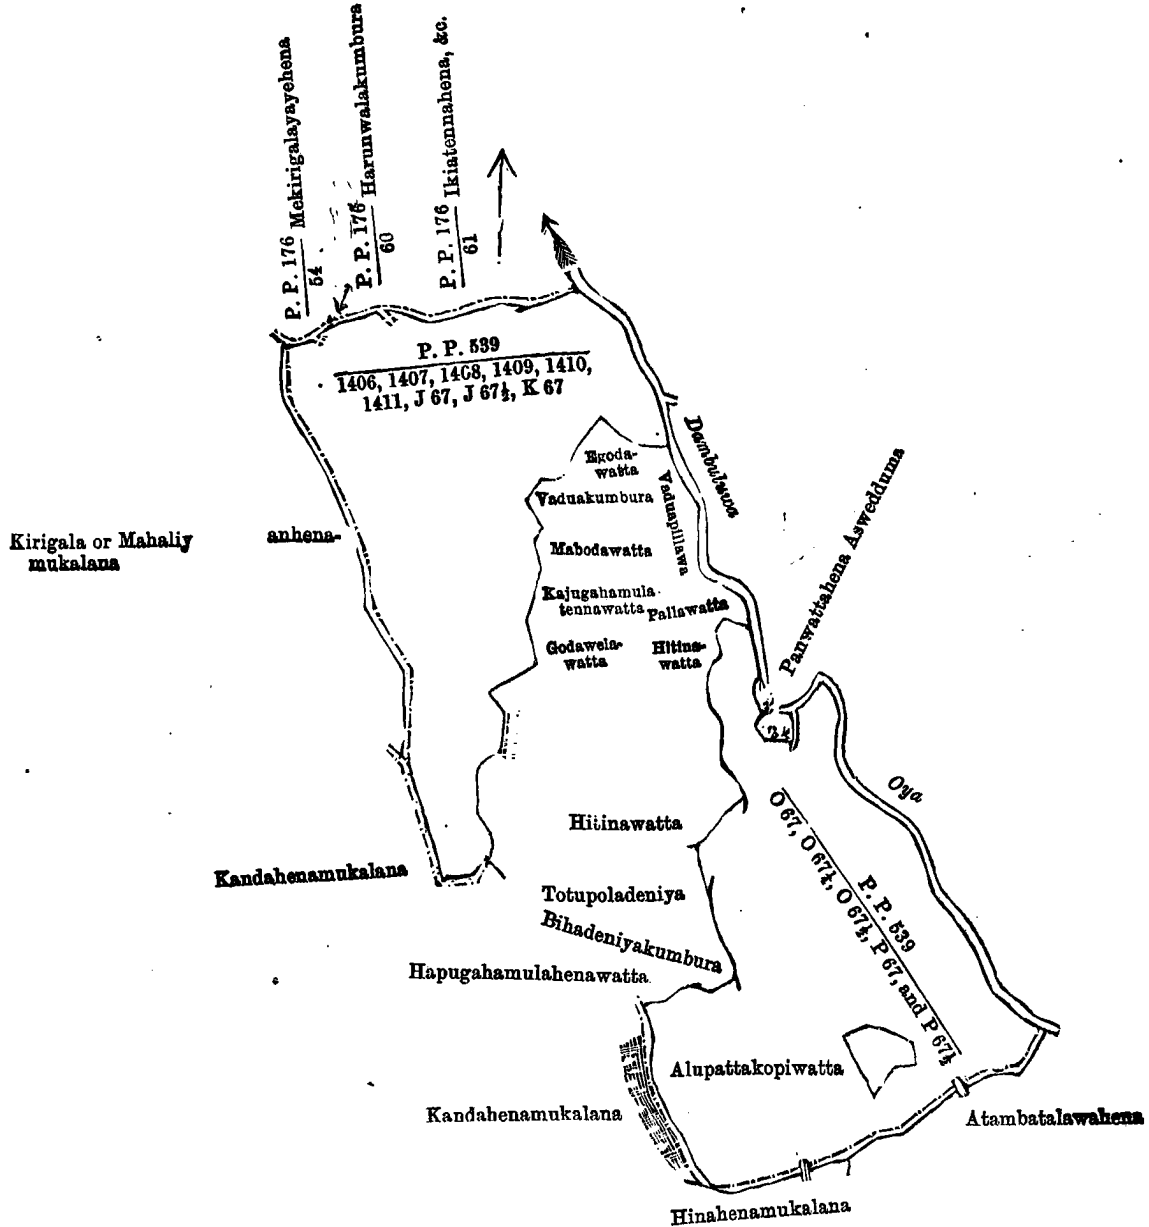 P. P. 176 Mekirigalayayehena
54
P. P. 176 Harunwalakumbura
60
P. P. 176 Ikiatennahena, &c.
61
P. P. 539
1406, 1407, 1408, 1409, 1410,
1411, J 67, J 67½, K 67
Dambuluwa
Egoda-
watta
Vaduakumbura
Vaduapillawa
Kirigala or Mahaliy anhena-
mukalana
Mabodawatta
Kajugahamula
tennawatta
Pallawatta
Godawela-
watta
Hitina-
watta
Panwattahena Aswedduma
Oya
Hitinawatta
Kandahenamukalana
Totupoladeniya
Bihadeniyakumbura
Hapugahamulahenawatta
P. P. 539
O 67, O 67¼, O 67½, P 67, and P 67½
Alupattakopiwatta
Kandahenamukalana
Atambatalawahena
Hinahenamukalana